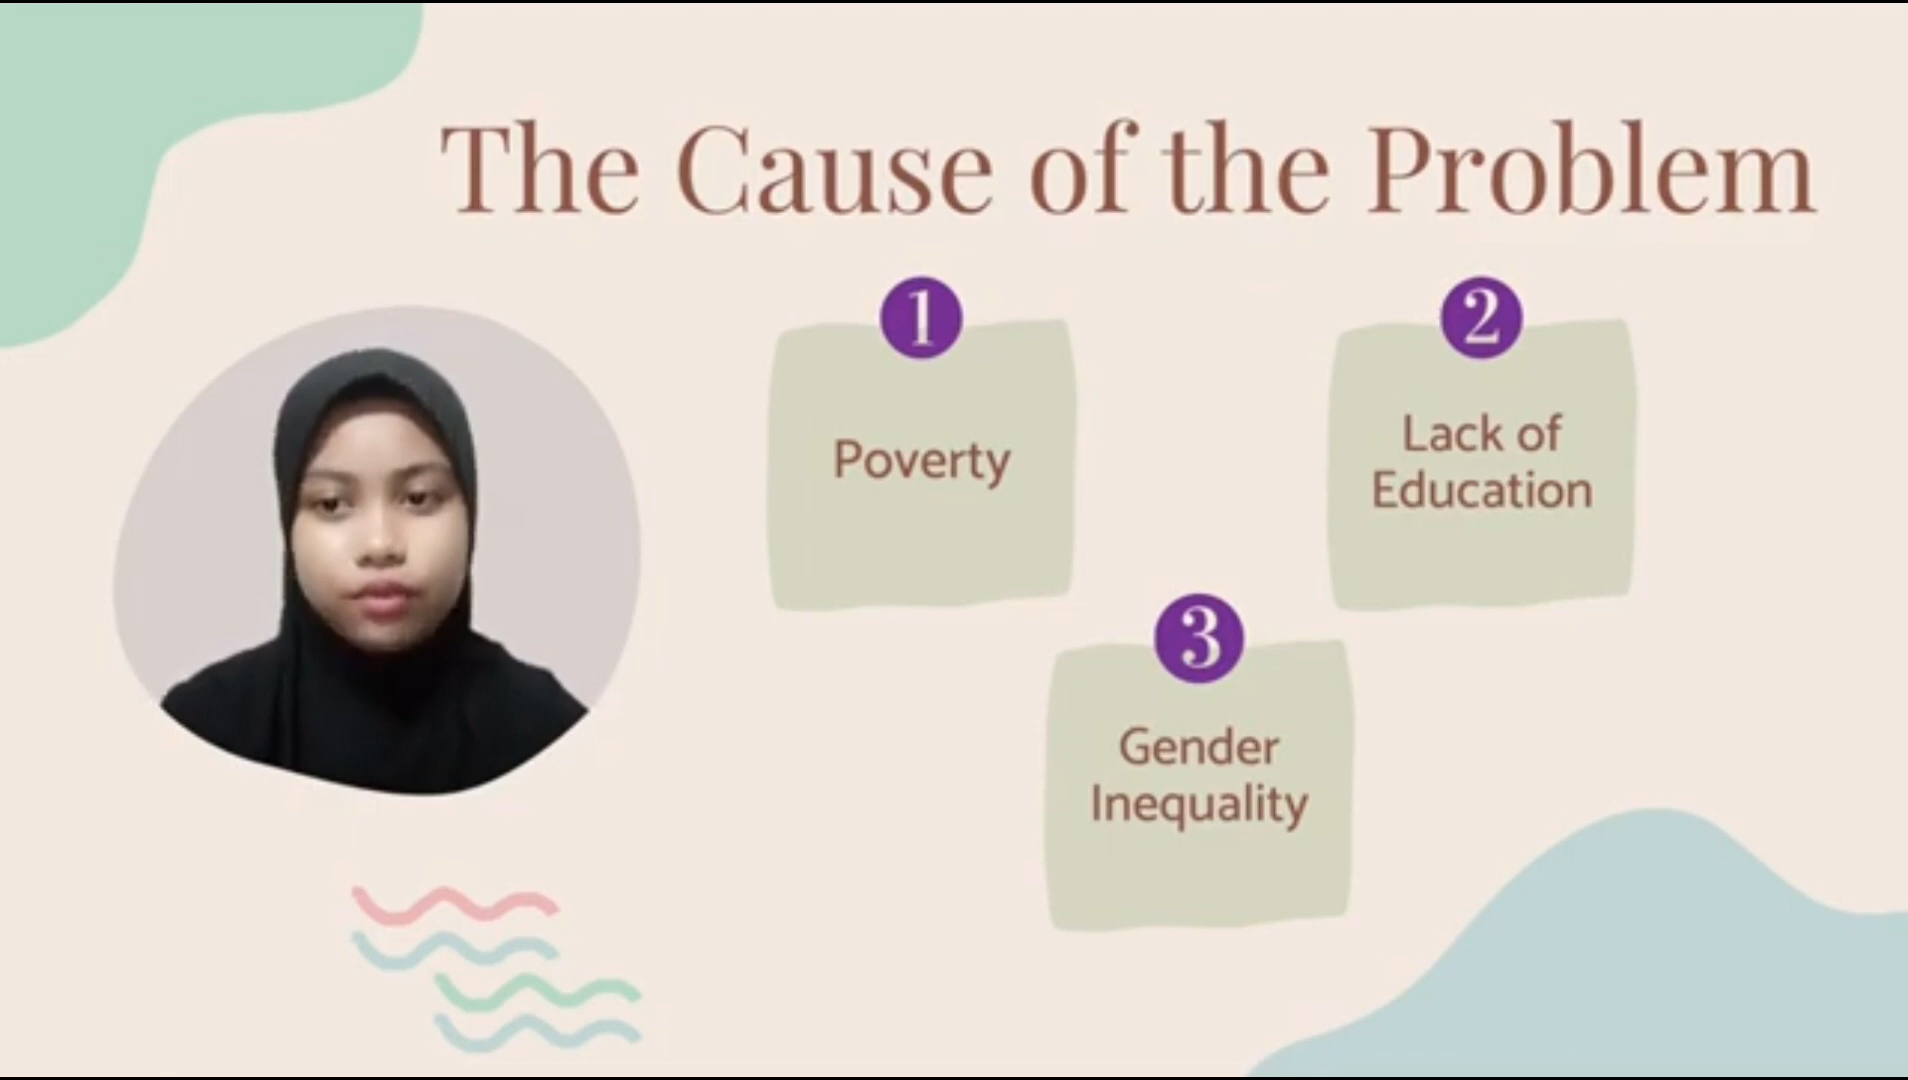 The Cause of the Problem
1
Poverty
2
Lack of
Education
3
Gender
Inequality